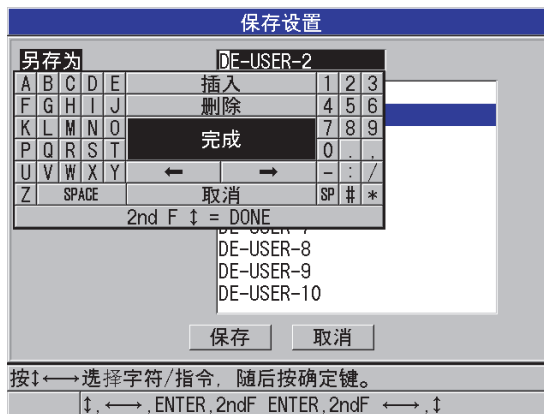 保存设置
另存为 DE-USER-2
A B C D E 插入 1 2 3
F G H I J 删除 4 5 6
K L M N O 完成 7 8 9
P Q R S T 0 . ,
U V W X Y ← → - : /
Z SPACE 取消 SP # *
2nd F ↕ = DONE
DE-USER-8
DE-USER-9
DE-USER-10
保存 取消
按↕←→选择字符/指令, 随后按确定键。
↕,←→,ENTER,2ndF ENTER,2ndF ←→,↕